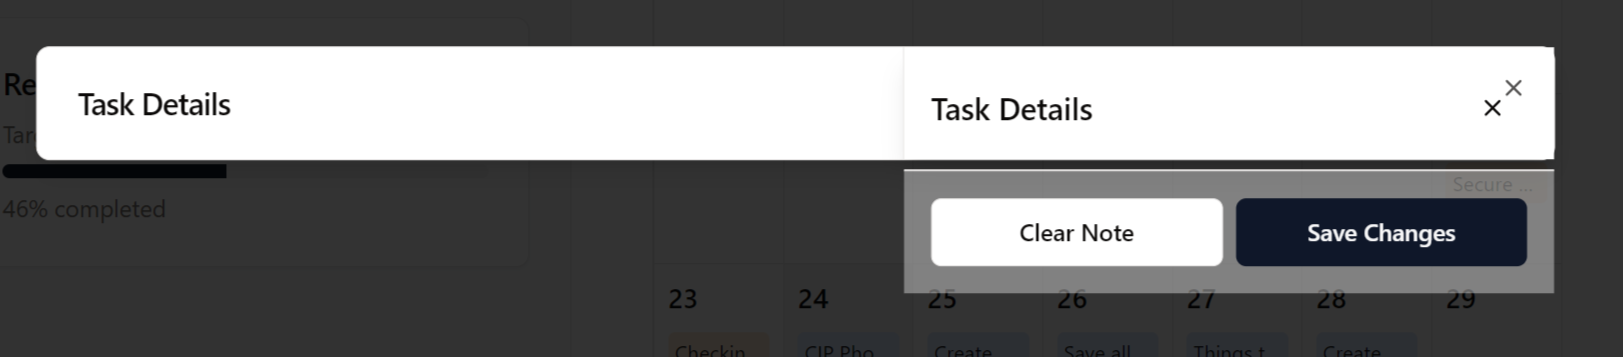 Re
Task Details
Task Details
Tar
46% completed
Secure ...
Clear Note
Save Changes
23
24
25
26
27
28
29
Checkin
CIP Pho
Create
Save all
Things t
Create